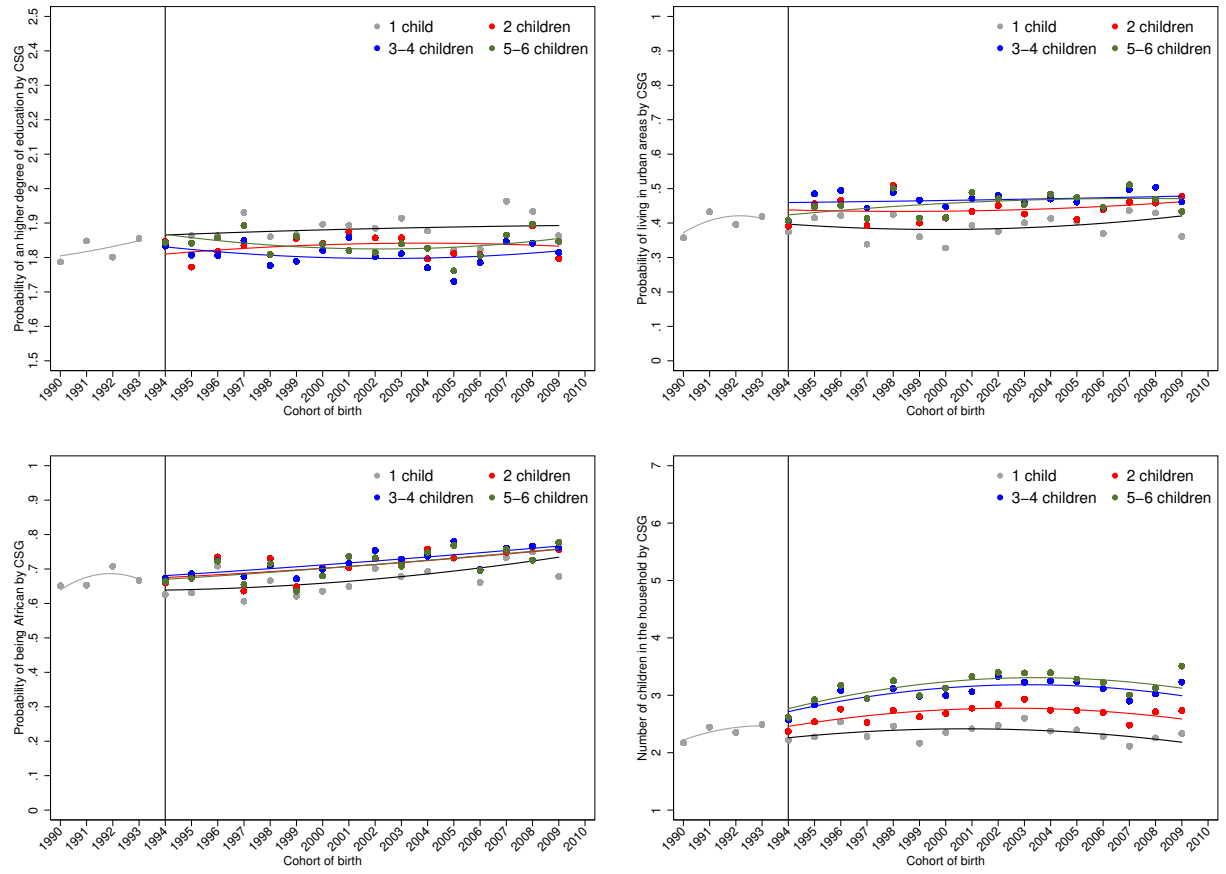 Probability of an higher degree of education by CSG
2.5
2.4
2.3
2.2
2.1
2
1.9
1.8
1.7
1.6
1.5
1 child
2 children
3−4 children
5−6 children
1990 1991 1992 1993 1994 1995 1996 1997 1998 1999 2000 2001 2002 2003 2004 2005 2006 2007 2008 2009 2010
Cohort of birth
Probability of living in urban areas by CSG
1
.9
.8
.7
.6
.5
.4
.3
.2
.1
0
1 child
2 children
3−4 children
5−6 children
1990 1991 1992 1993 1994 1995 1996 1997 1998 1999 2000 2001 2002 2003 2004 2005 2006 2007 2008 2009 2010
Cohort of birth
Probability of being African by CSG
1
.9
.8
.7
.6
.5
.4
.3
.2
.1
0
1 child
2 children
3−4 children
5−6 children
1990 1991 1992 1993 1994 1995 1996 1997 1998 1999 2000 2001 2002 2003 2004 2005 2006 2007 2008 2009 2010
Cohort of birth
Number of children in the household by CSG
7
6
5
4
3
2
1
1 child
2 children
3−4 children
5−6 children
1990 1991 1992 1993 1994 1995 1996 1997 1998 1999 2000 2001 2002 2003 2004 2005 2006 2007 2008 2009 2010
Cohort of birth